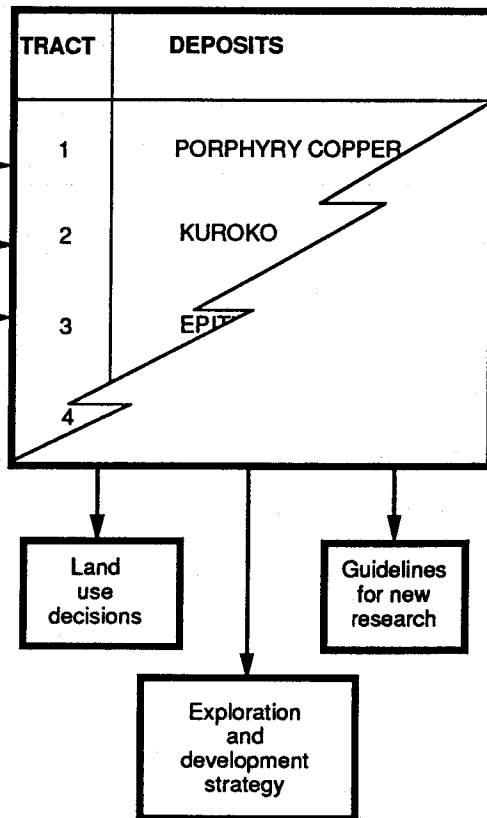 TRACT DEPOSITS
1 PORPHYRY COPPER
2 KUROKO
3
4
Land
use
decisions
Guidelines
for new
research
Exploration
and
development
strategy